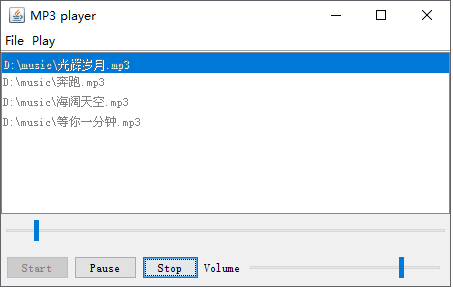 MP3 player
File Play
D:\music\光辉岁月.mp3
D:\music\奔跑.mp3
D:\music\海阔天空.mp3
D:\music\等你一分钟.mp3
Start Pause Stop Volume